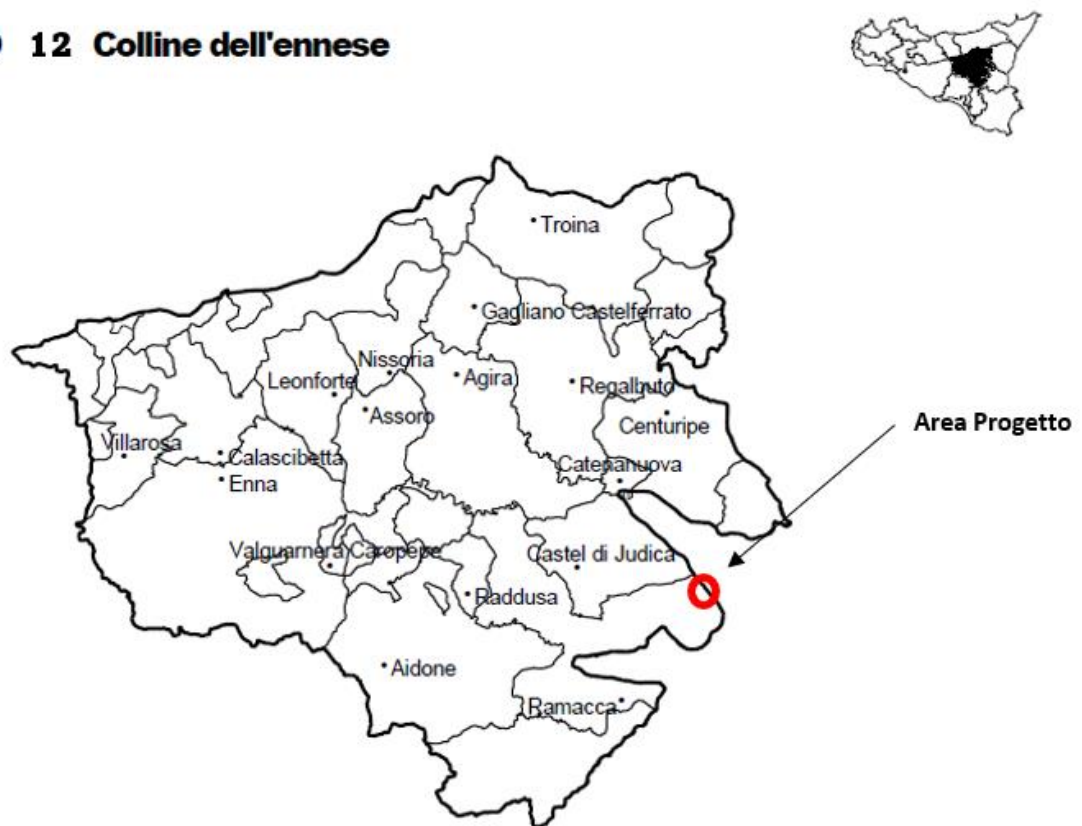 12 Colline dell'ennese
Troina
Gagliano Castelferrato
Nissoria
Leonforte
Agira
Regalbuto
Assoro
Centuripe
Area Progetto
Villarosa
Calascibetta
Catenanuova
Enna
Valguarnera Caropepe
Castel di Judica
Raddusa
Aidone
Ramacca